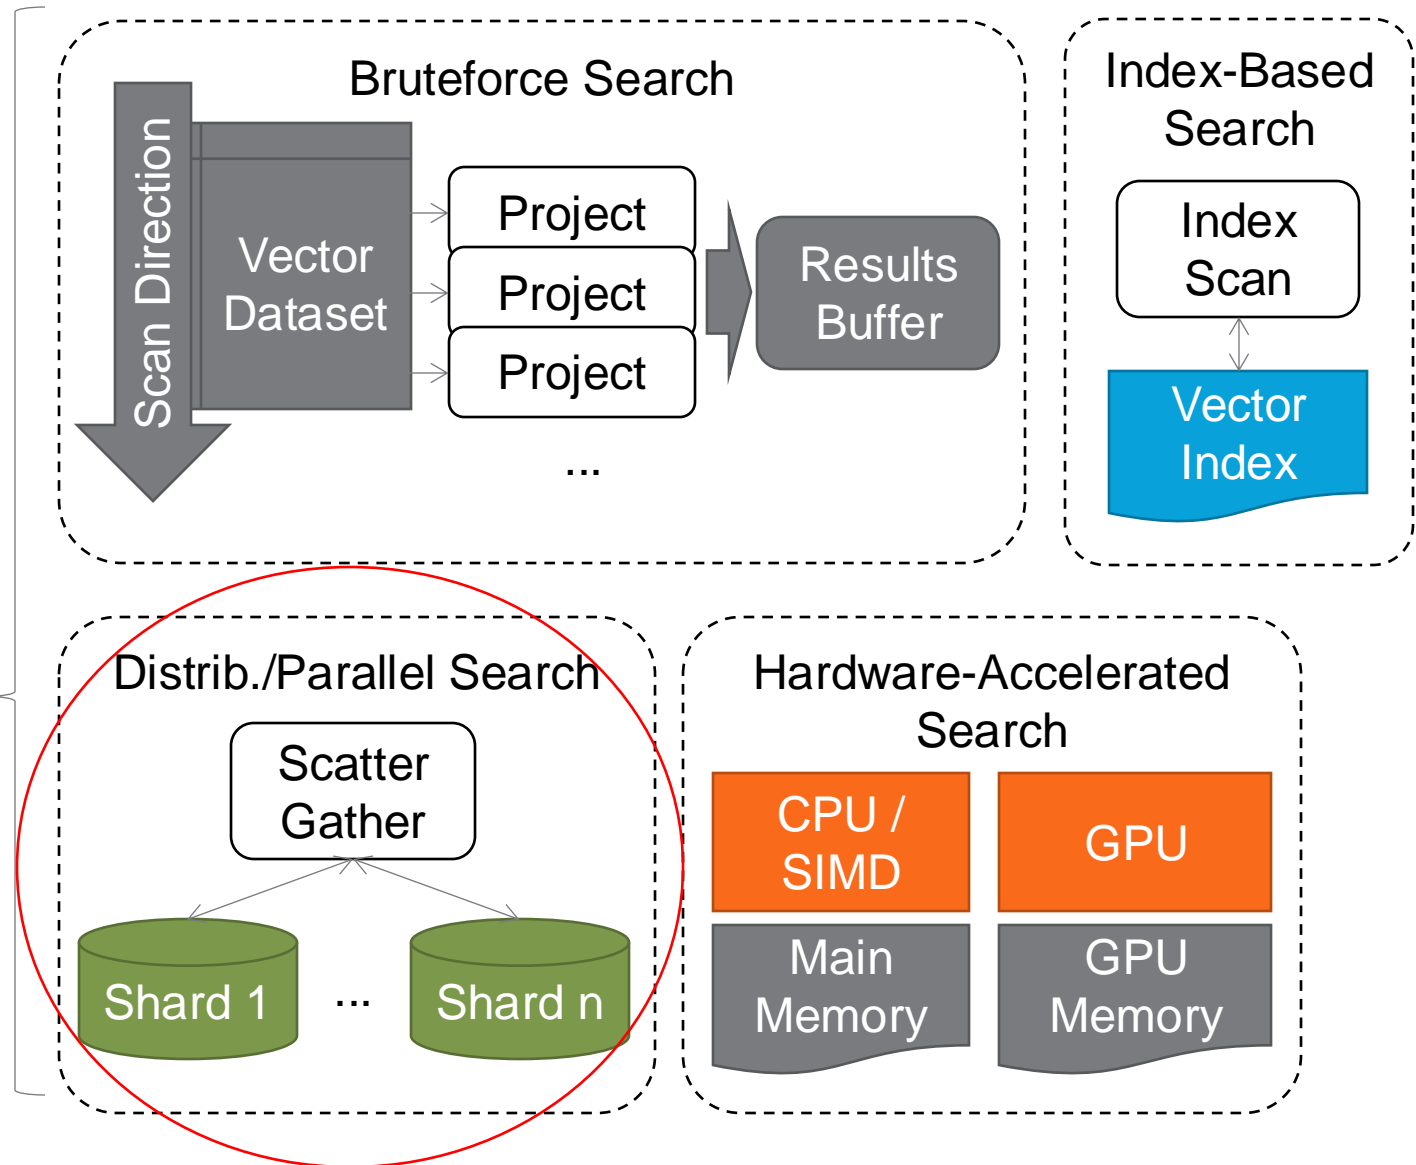 Bruteforce Search
Scan Direction
Vector
Dataset
Project
Project
Project
...
Results
Buffer
Index-Based
Search
Index
Scan
Vector
Index
Distrib./Parallel Search
Scatter
Gather
Shard 1
...
Shard n
Hardware-Accelerated
Search
CPU /
SIMD
GPU
Main
Memory
GPU
Memory